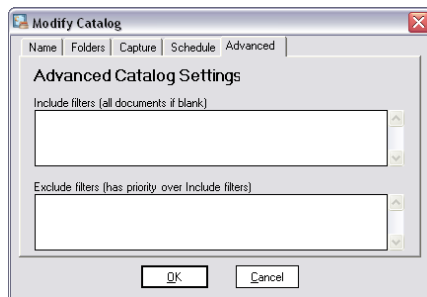 Modify Catalog
Name Folders Capture Schedule Advanced
Advanced Catalog Settings
Include filters (all documents if blank)
Exclude filters (has priority over Include filters)
OK Cancel